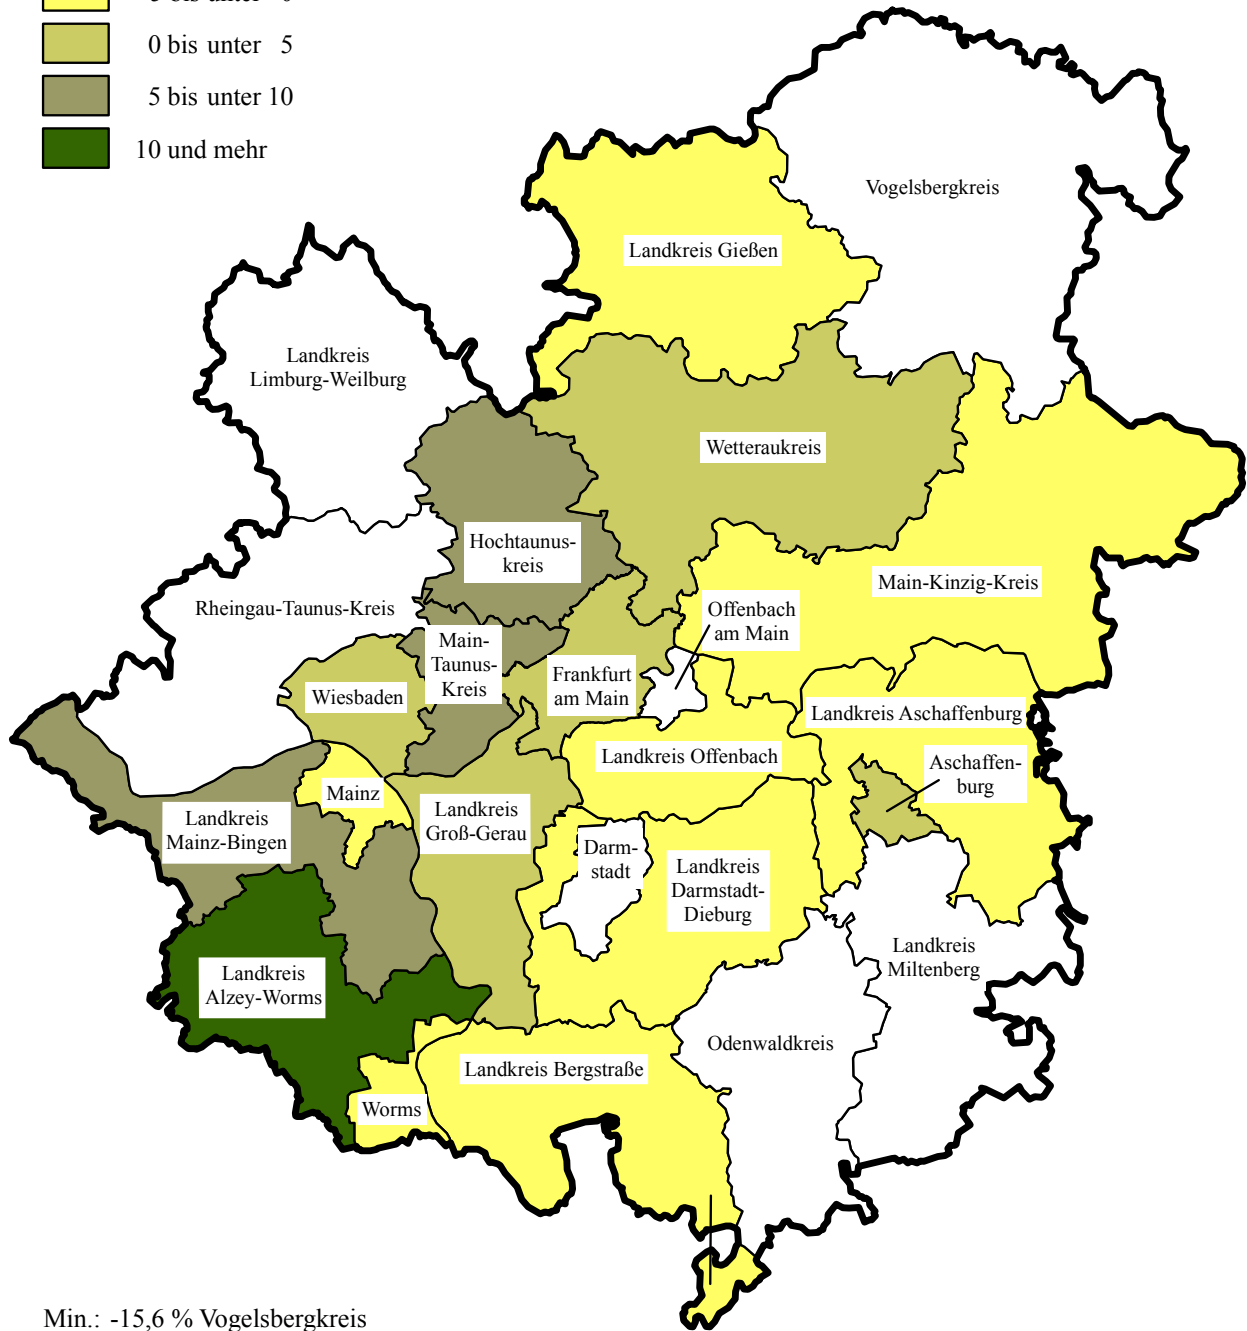 0 bis unter 5
5 bis unter 10
10 und mehr
Vogelsbergkreis
Landkreis Gießen
Landkreis
Limburg-Weilburg
Wetteraukreis
Hochtaunus-
kreis
Main-Kinzig-Kreis
Rheingau-Taunus-Kreis
Offenbach
am Main
Main-
Taunus-
Kreis
Frankfurt
am Main
Wiesbaden
Landkreis Aschaffenburg
Landkreis Offenbach
Aschaffen-
burg
Mainz
Landkreis
Groß-Gerau
Landkreis
Mainz-Bingen
Darm-
stadt
Landkreis
Darmstadt-
Dieburg
Landkreis
Miltenberg
Landkreis
Alzey-Worms
Odenwaldkreis
Landkreis Bergstraße
Worms
Min.: -15,6 % Vogelsbergkreis